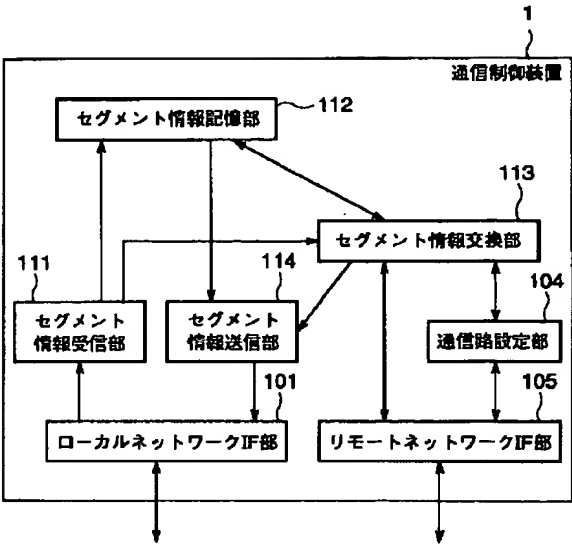 1
通信制御装置
112
セグメント情報記憶部
113
セグメント情報交換部
111
114
104
セグメント
情報受信部
セグメント
情報送信部
通信路設定部
101
105
ローカルネットワークIF部
リモートネットワークIF部